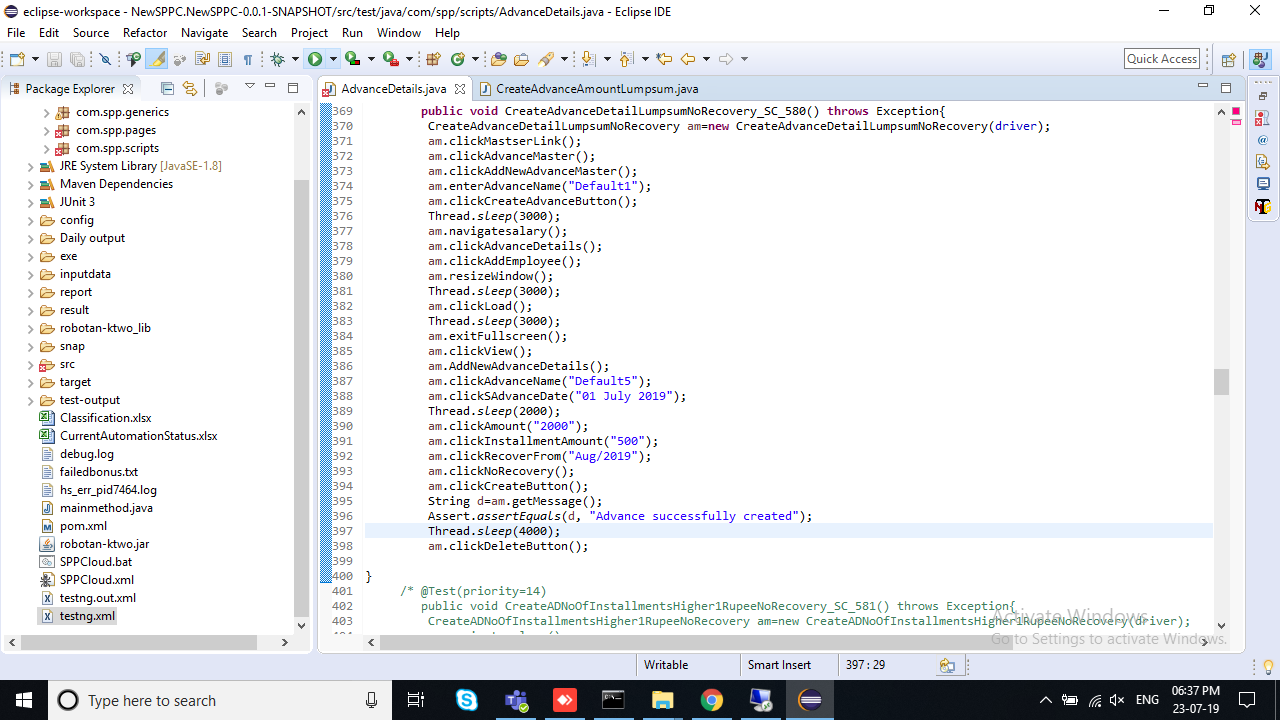 eclipse-workspace - NewSPPC.NewSPPC-0.0.1-SNAPSHOT/src/test/java/com/spp/scripts/AdvanceDetails.java - Eclipse IDE
File Edit Source Refactor Navigate Search Project Run Window Help
Quick Access
Package Explorer
com.spp.generics
com.spp.pages
com.spp.scripts
JRE System Library [JavaSE-1.8]
Maven Dependencies
JUnit 3
config
Daily output
exe
inputdata
report
result
robotan-ktwo_lib
snap
src
target
test-output
Classification.xlsx
CurrentAutomationStatus.xlsx
debug.log
failedbonus.txt
hs_err_pid7464.log
mainmethod.java
pom.xml
robotan-ktwo.jar
SPPCloud.bat
SPPCloud.xml
testng.out.xml
testng.xml
AdvanceDetails.java CreateAdvanceAmountLumpsum.java
369 public void CreateAdvanceDetailLumpsumNoRecovery_SC_580() throws Exception{
370 CreateAdvanceDetailLumpsumNoRecovery am=new CreateAdvanceDetailLumpsumNoRecovery(driver);
371 am.clickMastserLink();
372 am.clickAdvanceMaster();
373 am.clickAddNewAdvanceMaster();
374 am.enterAdvanceName("Default1");
375 am.clickCreateAdvanceButton();
376 Thread.sleep(3000);
377 am.navigatesalary();
378 am.clickAdvanceDetails();
379 am.clickAddEmployee();
380 am.resizeWindow();
381 Thread.sleep(3000);
382 am.clickLoad();
383 Thread.sleep(3000);
384 am.exitFullscreen();
385 am.clickView();
386 am.AddNewAdvanceDetails();
387 am.clickAdvanceName("Default5");
388 am.clickSAdvanceDate("01 July 2019");
389 Thread.sleep(2000);
390 am.clickAmount("2000");
391 am.clickInstallmentAmount("500");
392 am.clickRecoverFrom("Aug/2019");
393 am.clickNoRecovery();
394 am.clickCreateButton();
395 String d=am.getMessage();
396 Assert.assertEquals(d, "Advance successfully created");
397 Thread.sleep(4000);
398 am.clickDeleteButton();
399
400 }
401 /* @Test(priority=14)
402 public void CreateADNoOfInstallmentsHigher1RupeeNoRecovery_SC_581() throws Exception{
403 CreateADNoOfInstallmentsHigher1RupeeNoRecovery am=new CreateADNoOfInstallmentsHigher1RupeeNoRecovery(driver);
Activate Windows
Go to Settings to activate Windows.
Writable Smart Insert 397 : 29
Type here to search
ENG
06:37 PM
23-07-19